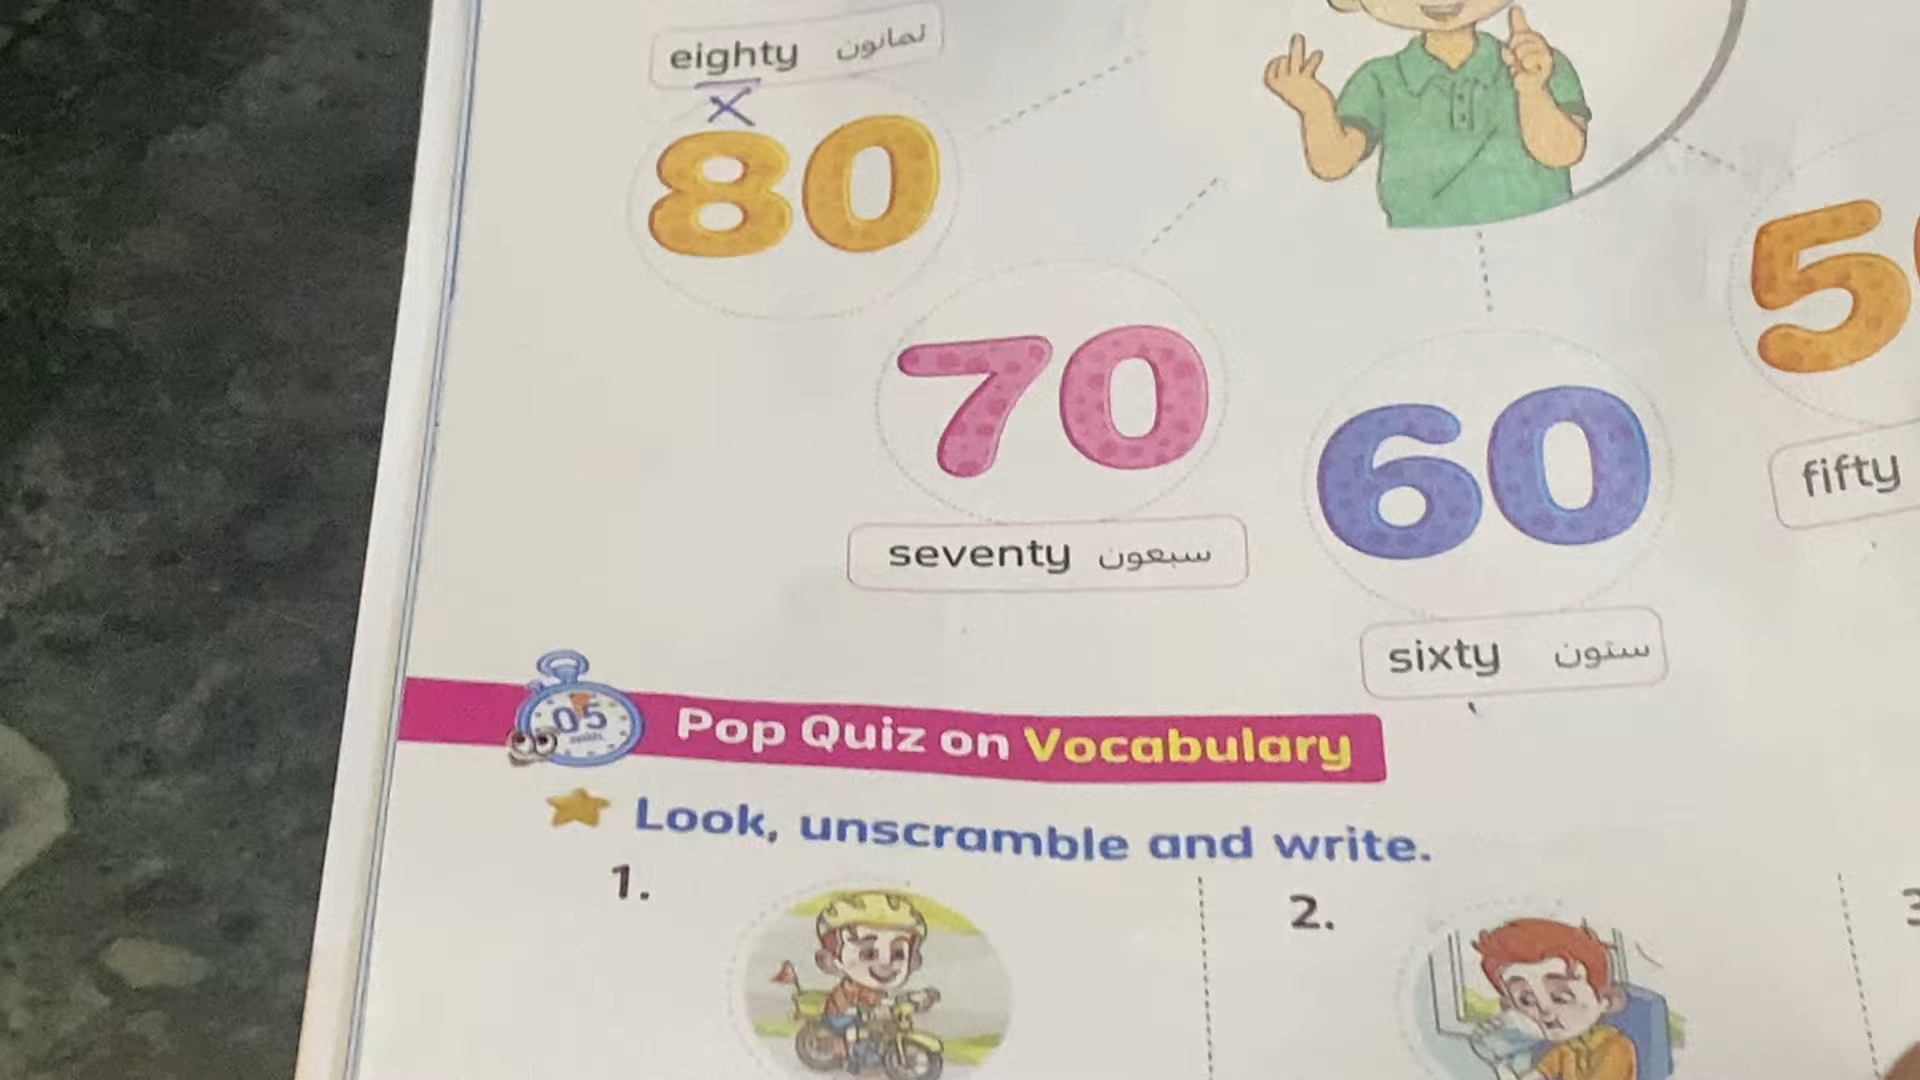 eighty ثمانون
80
70
60
fifty
seventy سبعون
sixty ستون
05
Pop Quiz on Vocabulary
Look, unscramble and write.
1.
2.